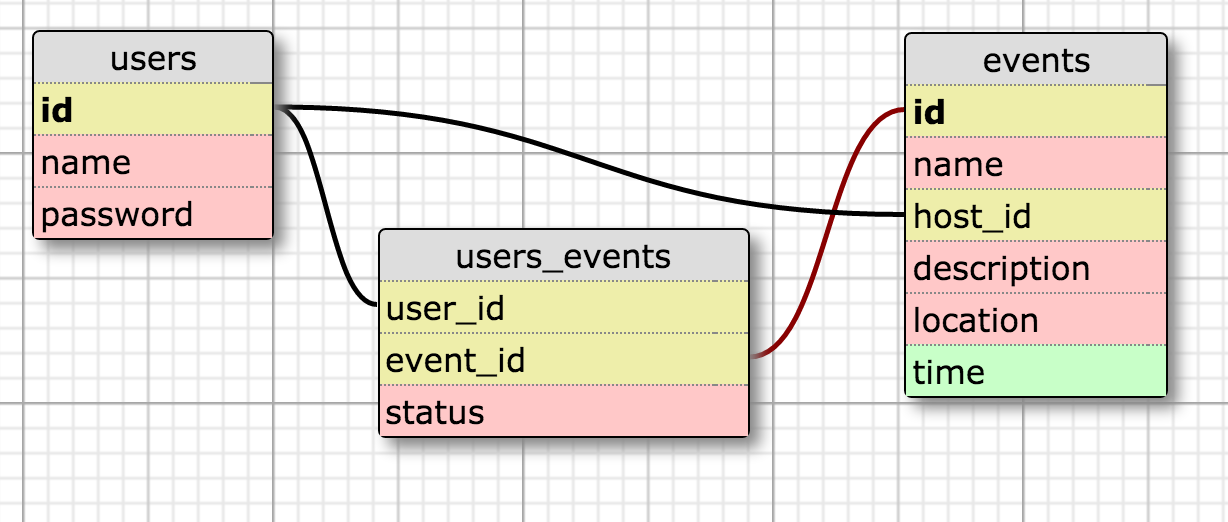 users
id
name
password
users_events
user_id
event_id
status
events
id
name
host_id
description
location
time